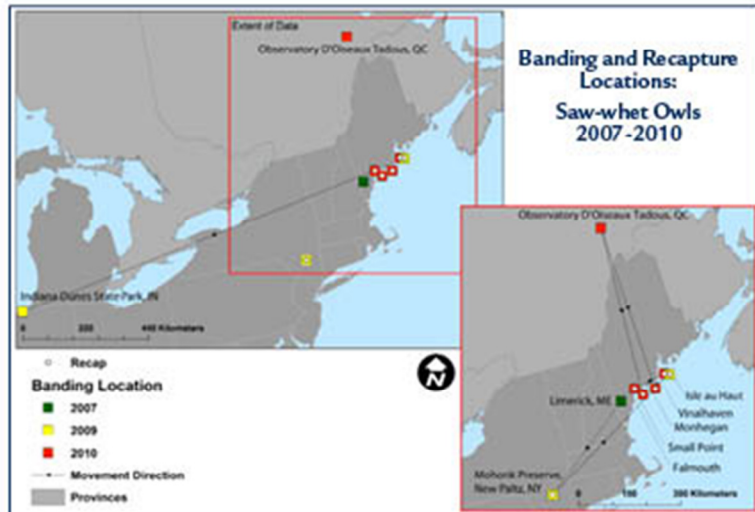 Extent of Data
Observatory D'Oiseaux Tadous, QC
Banding and Recapture
Locations:
Saw-whet Owls
2007-2010
Indiana Dunes State Park, IN
0 200 400 Kilometers
Recap
Banding Location
2007
2009
2010
Movement Direction
Provinces
N
Observatory D'Oiseaux Tadous, QC
Limerick, ME
Isle au Haut
Vinalhaven
Monhegan
Small Point
Falmouth
Mohonk Preserve,
New Paltz, NY
0 100 200 Kilometers